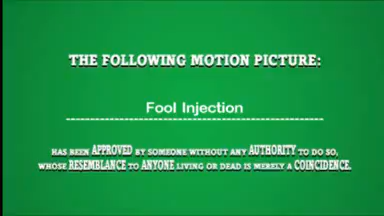 THE FOLLOWING MOTION PICTURE:
Fool Injection
HAS BEEN APPROVED BY SOMEONE WITHOUT ANY AUTHORITY TO DO SO,
WHOSE RESEMBLANCE TO ANYONE LIVING OR DEAD IS MERELY A COINCIDENCE.